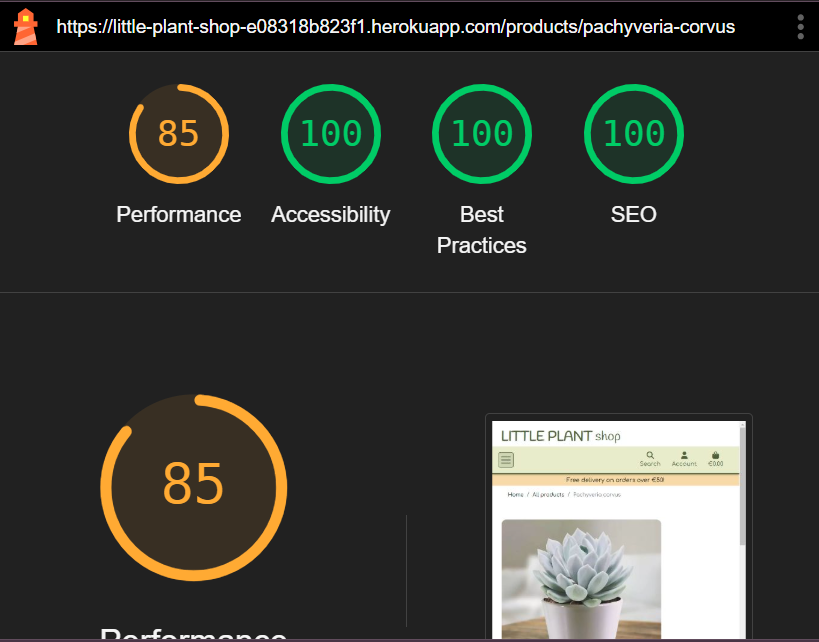 https://little-plant-shop-e08318b823f1.herokuapp.com/products/pachyveria-corvus
85
100
100
100
Performance
Accessibility
Best
Practices
SEO
85
Performance
LITTLE PLANT shop
Search
Account
€0.00
Free delivery on orders over €80!
Home / All products / Pachyveria corvus